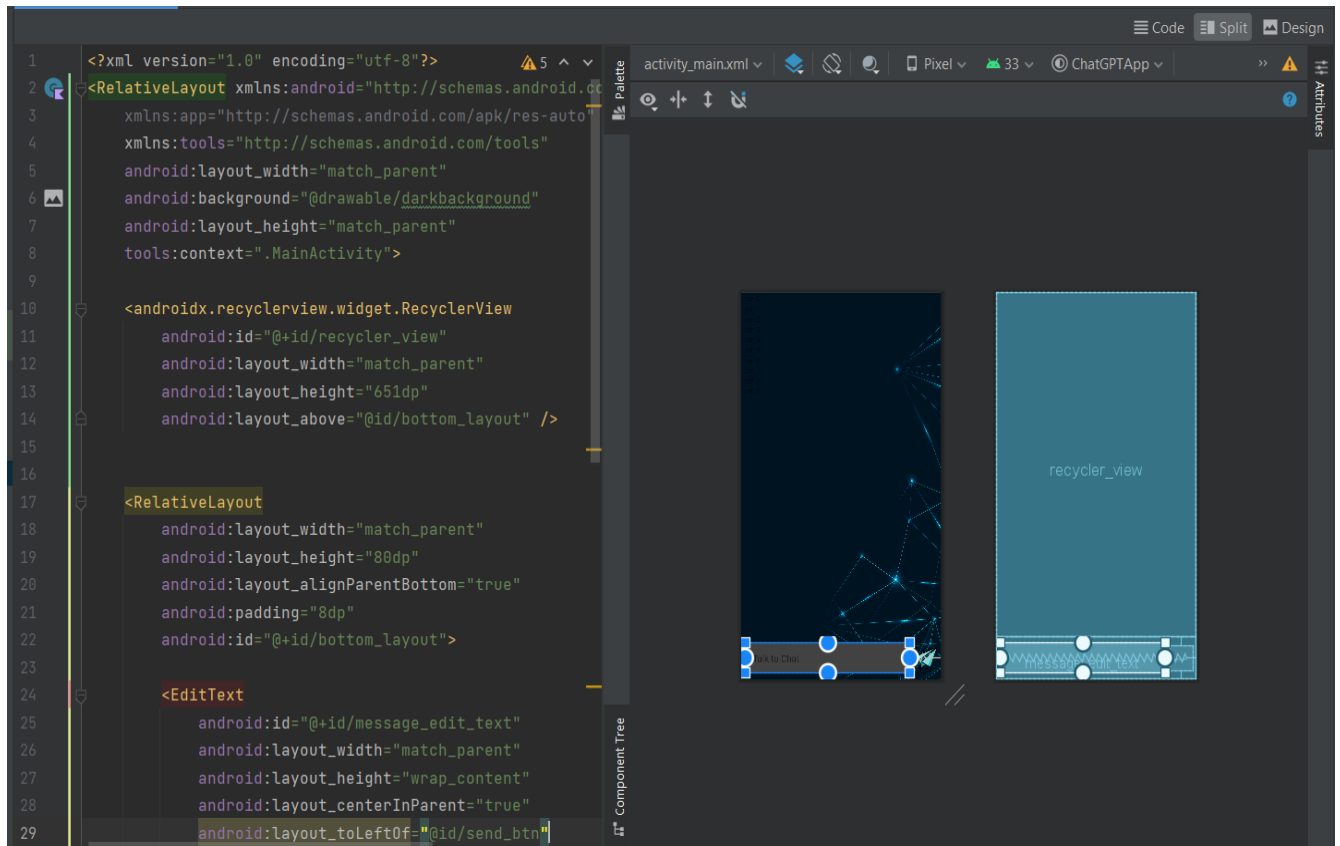 Code Split Design
1 <?xml version="1.0" encoding="utf-8"?> 5
2 <RelativeLayout xmlns:android="http://schemas.android.co
3 xmlns:app="http://schemas.android.com/apk/res-auto"
4 xmlns:tools="http://schemas.android.com/tools"
5 android:layout_width="match_parent"
6 android:background="@drawable/darkbackground"
7 android:layout_height="match_parent"
8 tools:context=".MainActivity">
9
10 <androidx.recyclerview.widget.RecyclerView
11 android:id="@+id/recycler_view"
12 android:layout_width="match_parent"
13 android:layout_height="651dp"
14 android:layout_above="@id/bottom_layout" />
15
16
17 <RelativeLayout
18 android:layout_width="match_parent"
19 android:layout_height="80dp"
20 android:layout_alignParentBottom="true"
21 android:padding="8dp"
22 android:id="@+id/bottom_layout">
23
24 <EditText
25 android:id="@+id/message_edit_text"
26 android:layout_width="match_parent"
27 android:layout_height="wrap_content"
28 android:layout_centerInParent="true"
29 android:layout_toLeftOf="@id/send_btn"
Palette
Component Tree
activity_main.xml Pixel 33 ChatGPTApp
Attributes
Talk to
recycler_view
message_edit_text